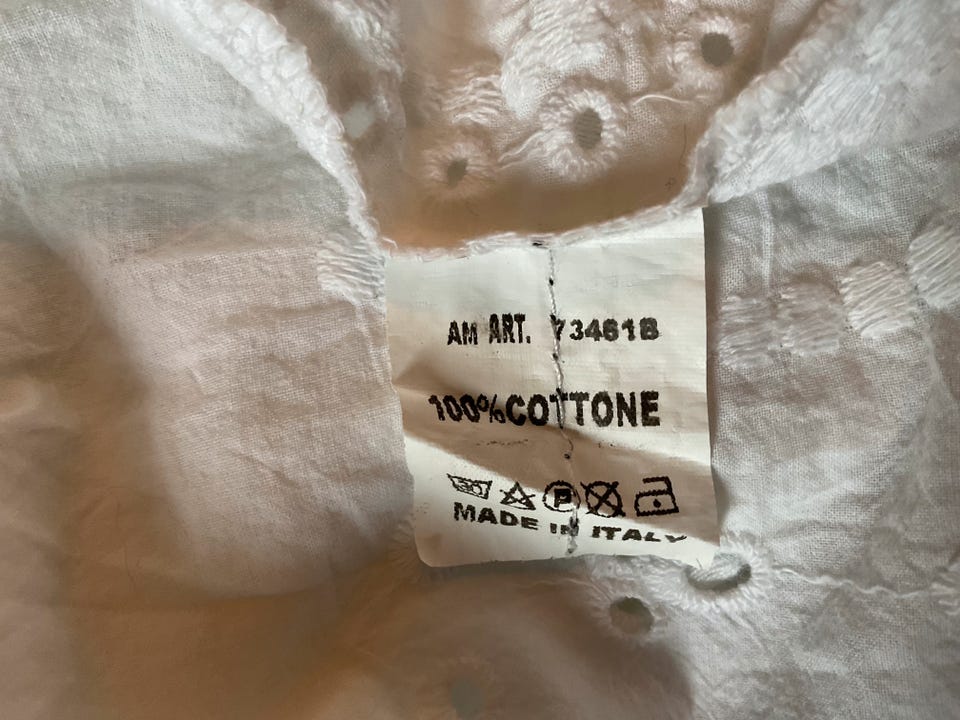 AM ART. 73461B
100%COTTONE
P
MADE IN ITALY